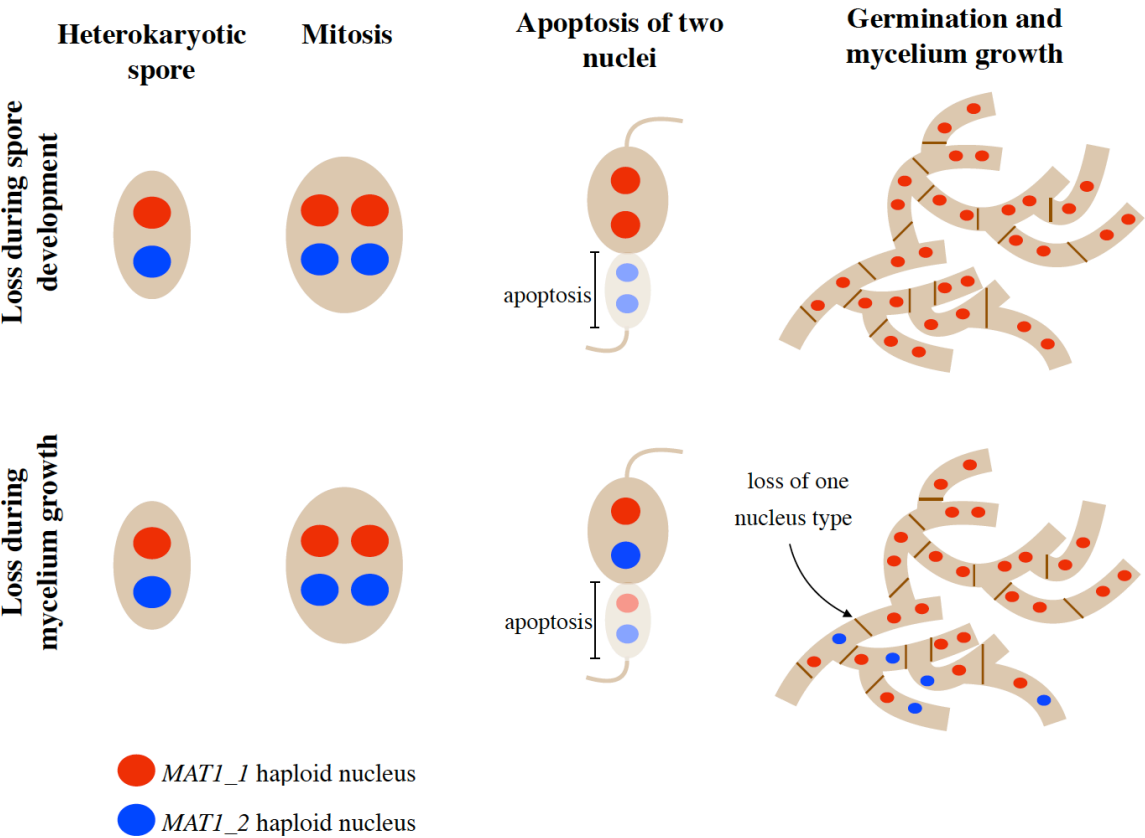 Heterokaryotic
spore
Mitosis
Apoptosis of two
nuclei
Germination and
mycelium growth
Loss during spore
development
apoptosis
Loss during
mycelium growth
apoptosis
loss of one
nucleus type
MAT1_1 haploid nucleus
MAT1_2 haploid nucleus